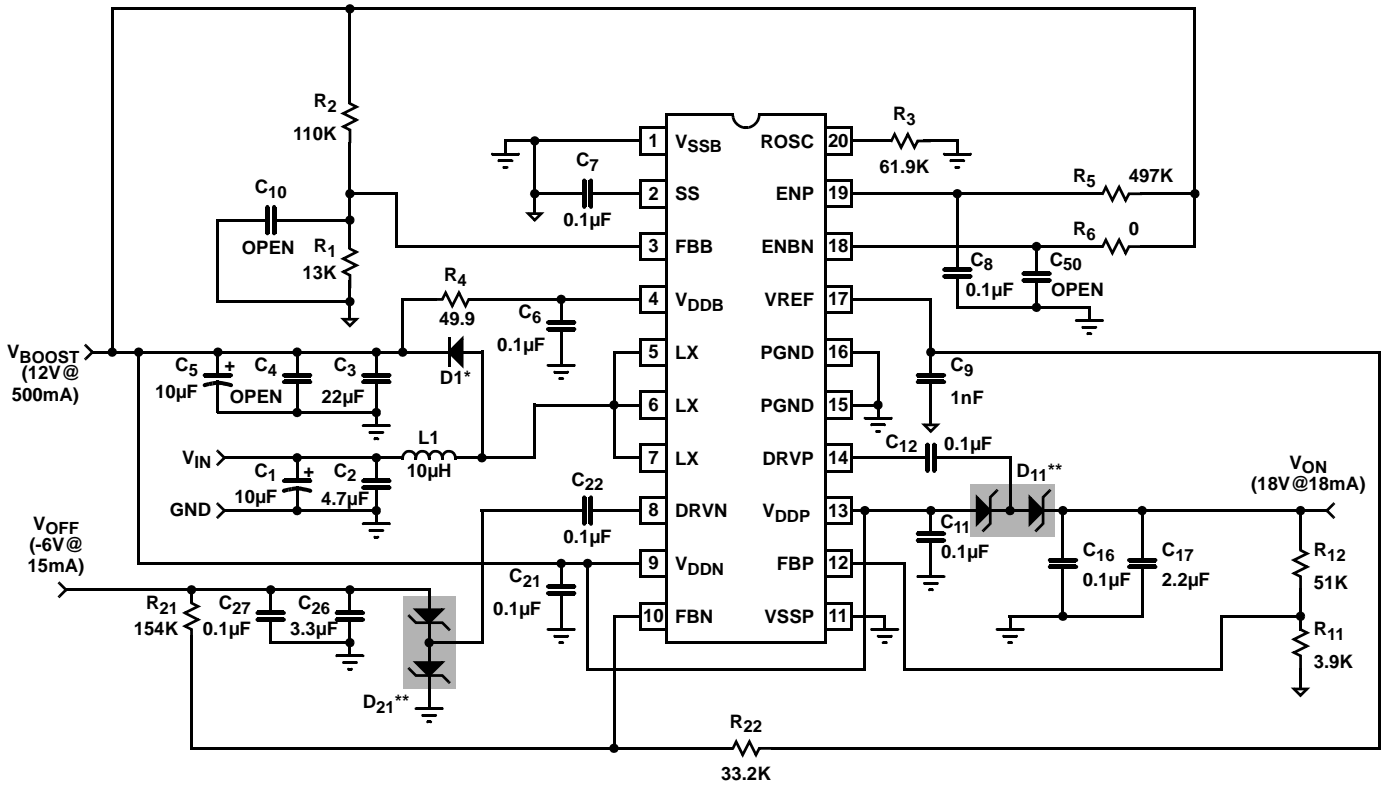 R2
110K
C10
OPEN
R1
13K
C7
0.1µF
R4
49.9
C6
0.1µF
D1*
VBOOST
(12V@
500mA)
C5
10µF
+
C4
OPEN
C3
22µF
VIN
L1
10µH
C1
10µF
+
C2
4.7µF
GND
VOFF
(-6V@
15mA)
C22
0.1µF
C21
0.1µF
R21
154K
C27
0.1µF
C26
3.3µF
D21**
1 VSSB
2 SS
3 FBB
4 VDDB
5 LX
6 LX
7 LX
8 DRVN
9 VDDN
10 FBN
ROSC 20
ENP 19
ENBN 18
VREF 17
PGND 16
PGND 15
DRVP 14
VDDP 13
FBP 12
VSSP 11
R3
61.9K
R5 497K
R6 0
C8
0.1µF
C50
OPEN
C9
1nF
C12 0.1µF
D11**
VON
(18V@18mA)
C11
0.1µF
C16
0.1µF
C17
2.2µF
R12
51K
R11
3.9K
R22
33.2K